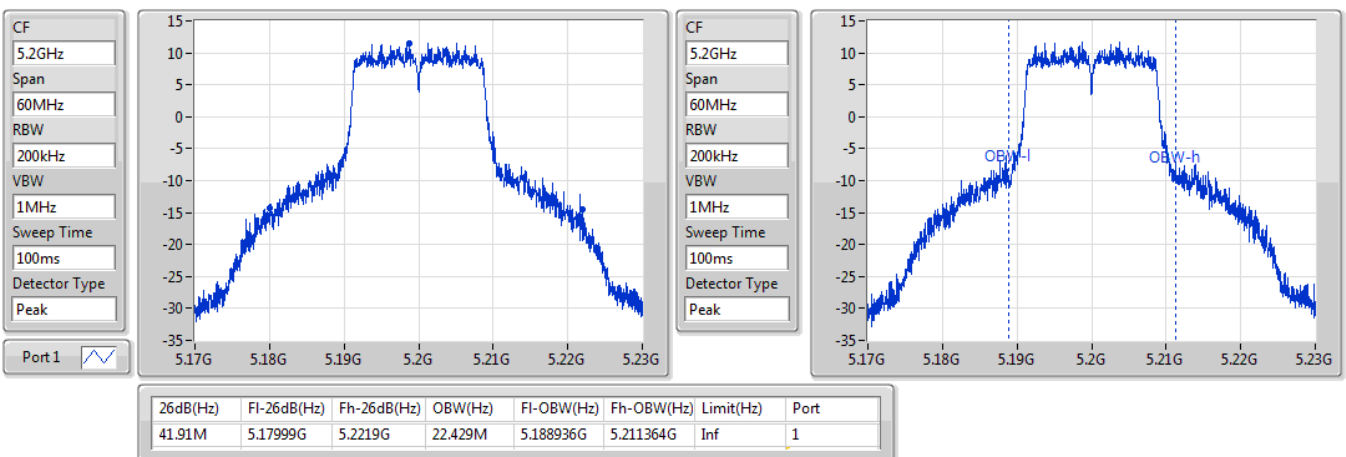 CF
5.2GHz
Span
60MHz
RBW
200kHz
VBW
1MHz
Sweep Time
100ms
Detector Type
Peak
Port 1
15
10
5
0
-5
-10
-15
-20
-25
-30
-35
5.17G 5.18G 5.19G 5.2G 5.21G 5.22G 5.23G
CF
5.2GHz
Span
60MHz
RBW
200kHz
VBW
1MHz
Sweep Time
100ms
Detector Type
Peak
15
10
5
0
-5
-10
-15
-20
-25
-30
-35
OBW-l OBW-h
5.17G 5.18G 5.19G 5.2G 5.21G 5.22G 5.23G
26dB(Hz) Fl-26dB(Hz) Fh-26dB(Hz) OBW(Hz) Fl-OBW(Hz) Fh-OBW(Hz) Limit(Hz) Port
41.91M 5.17999G 5.2219G 22.429M 5.188936G 5.211364G Inf 1